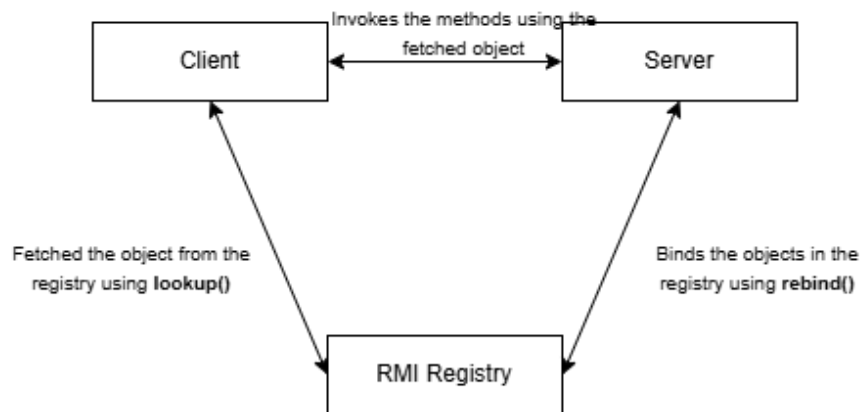 Invokes the methods using the
fetched object
Client
Server
Fetched the object from the
registry using lookup()
Binds the objects in the
registry using rebind()
RMI Registry